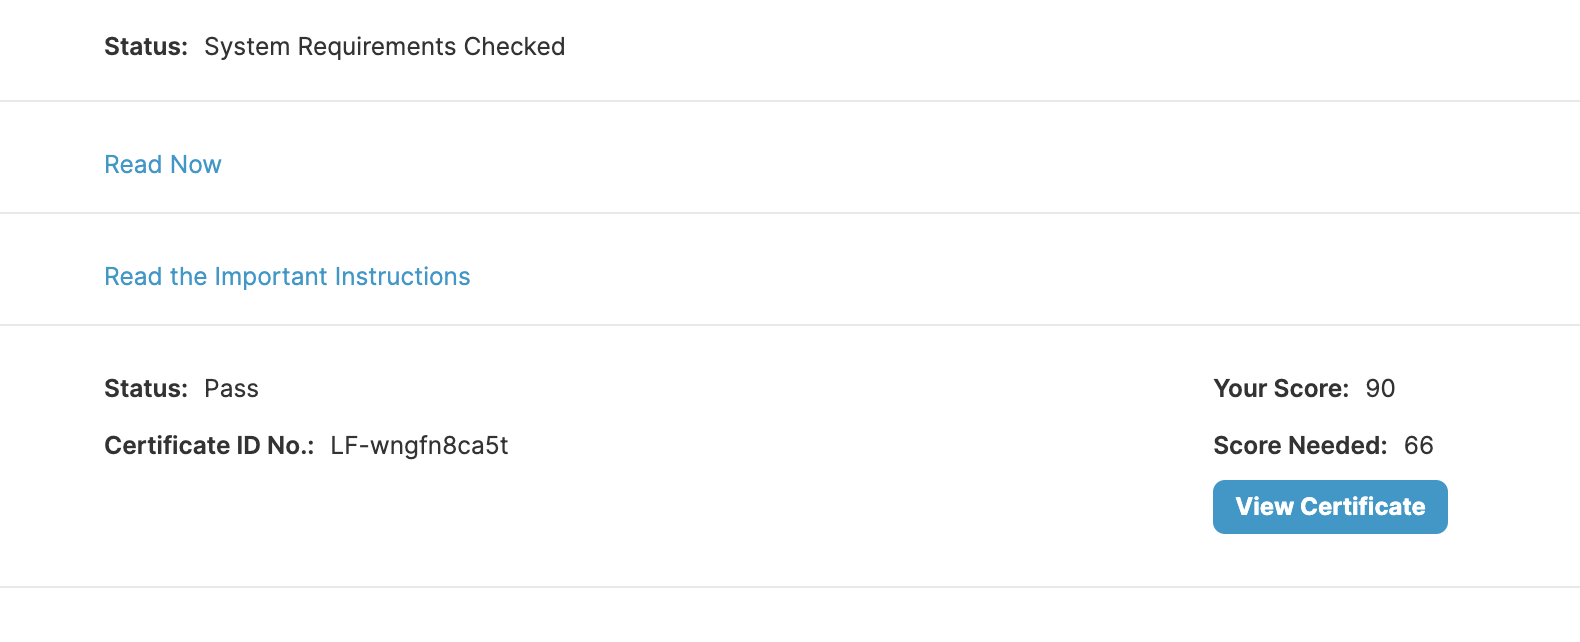 Status: System Requirements Checked
Read Now
Read the Important Instructions
Status: Pass
Your Score: 90
Certificate ID No.: LF-wngfn8ca5t
Score Needed: 66
View Certificate